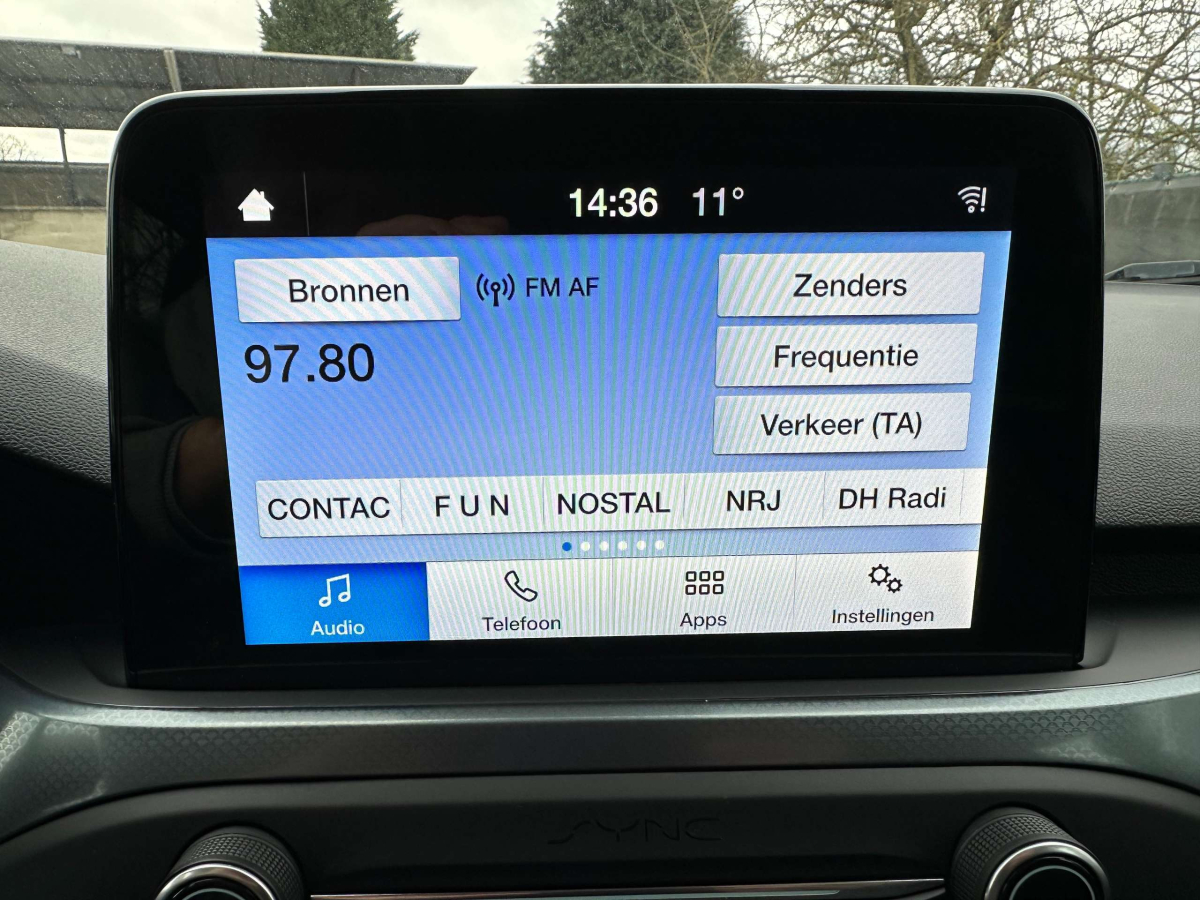 14:36 11°
Bronnen FM AF Zenders
97.80 Frequentie
Verkeer (TA)
CONTAC F U N NOSTAL NRJ DH Radi
Audio Telefoon Apps Instellingen
SYNC